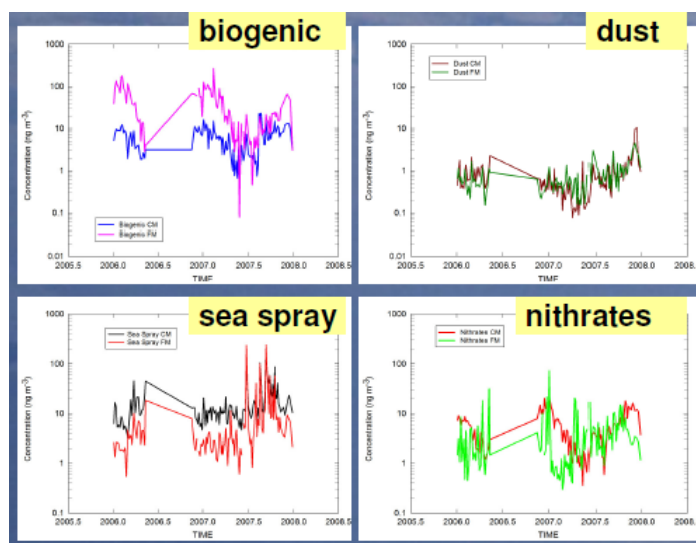 biogenic
1000
100
10
1
0.1
0.01
Concentration (ng m⁻³)
Biogenic CM
Biogenic FM
2005.5 2006.0 2006.5 2007.0 2007.5 2008.0 2008.5
TIME
dust
1000
100
10
1
0.1
0.01
Concentration (ng m⁻³)
Dust CM
Dust FM
2005.5 2006.0 2006.5 2007.0 2007.5 2008.0 2008.5
TIME
sea spray
1000
100
10
1
0.1
Concentration (ng m⁻³)
Sea Spray CM
Sea Spray FM
2005.5 2006.0 2006.5 2007.0 2007.5 2008.0 2008.5
TIME
nithrates
1000
100
10
1
0.1
Concentration (ng m⁻³)
Nithrates CM
Nithrates FM
2005.5 2006.0 2006.5 2007.0 2007.5 2008.0 2008.5
TIME